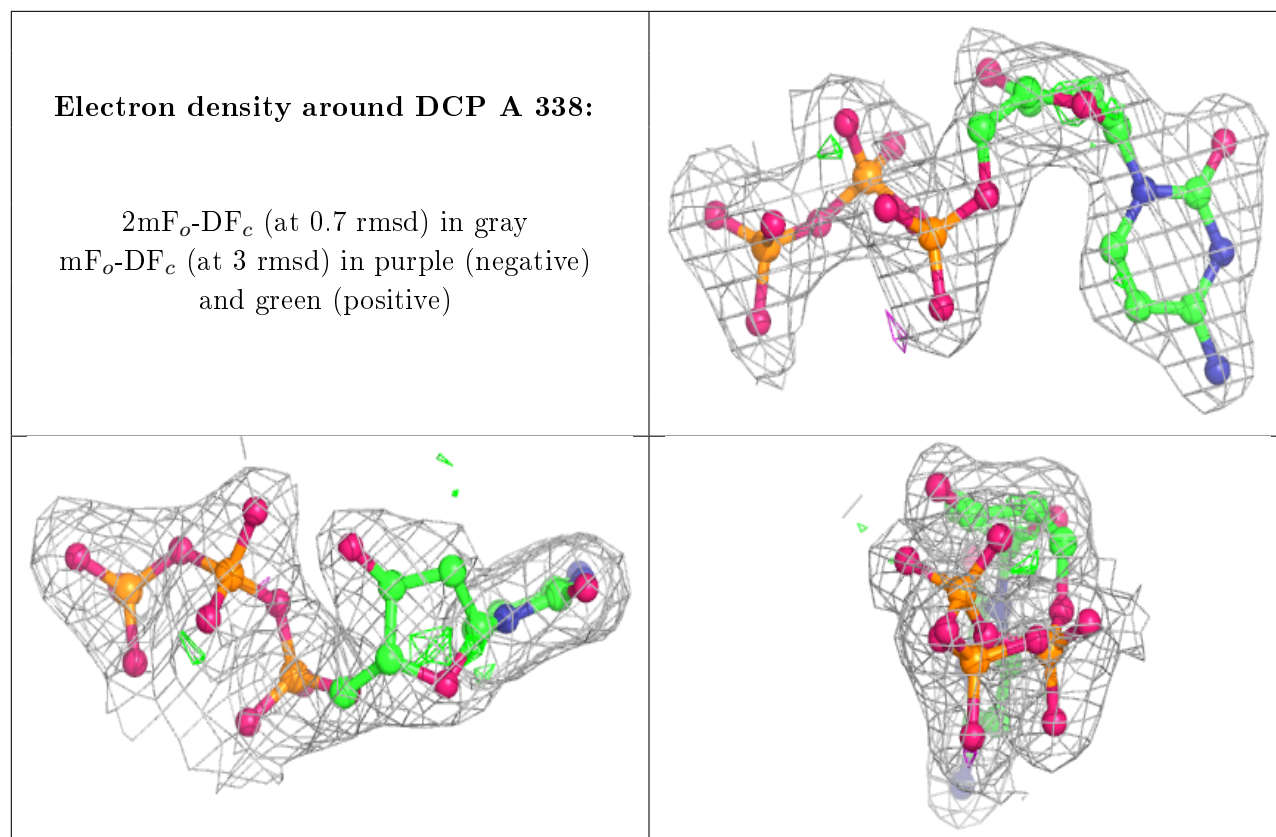 Electron density around DCP A 338:
2mFₒ-DF𝒸 (at 0.7 rmsd) in gray
mFₒ-DF𝒸 (at 3 rmsd) in purple (negative)
and green (positive)